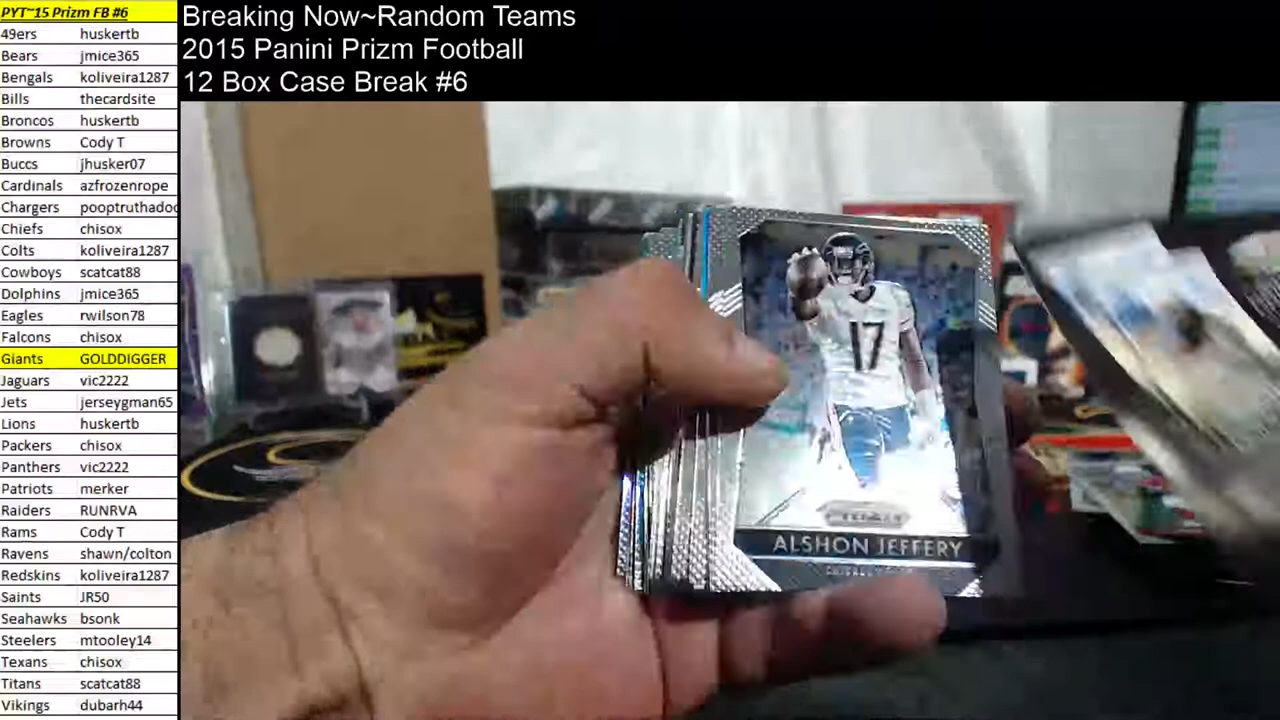 PYT~15 Prizm FB #6
49ers huskertb
Bears jmice365
Bengals koliveira1287
Bills thecardsite
Broncos huskertb
Browns Cody T
Buccs jhusker07
Cardinals azfrozenrope
Chargers pooptruthadoc
Chiefs chisox
Colts koliveira1287
Cowboys scatcat88
Dolphins jmice365
Eagles rwilson78
Falcons chisox
Giants GOLDDIGGER
Jaguars vic2222
Jets jerseygman65
Lions huskertb
Packers chisox
Panthers vic2222
Patriots merker
Raiders RUNRVA
Rams Cody T
Ravens shawn/colton
Redskins koliveira1287
Saints JR50
Seahawks bsonk
Steelers mtooley14
Texans chisox
Titans scatcat88
Vikings dubarh44
Breaking Now~Random Teams
2015 Panini Prizm Football
12 Box Case Break #6
17
PRIZM
ALSHON JEFFERY